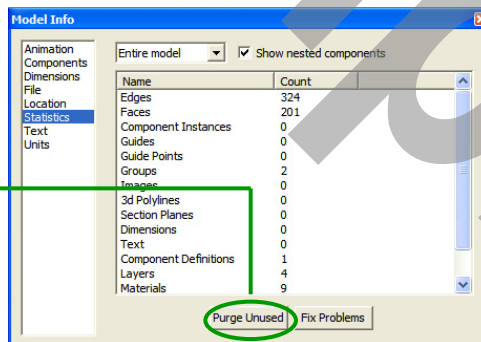 Model Info
Animation
Components
Dimensions
File
Location
Statistics
Text
Units
Entire model
Show nested components
Name Count
Edges 324
Faces 201
Component Instances 0
Guides 0
Guide Points 0
Groups 2
Images 0
3d Polylines 0
Section Planes 0
Dimensions 0
Text 0
Component Definitions 1
Layers 4
Materials 9
Purge Unused Fix Problems